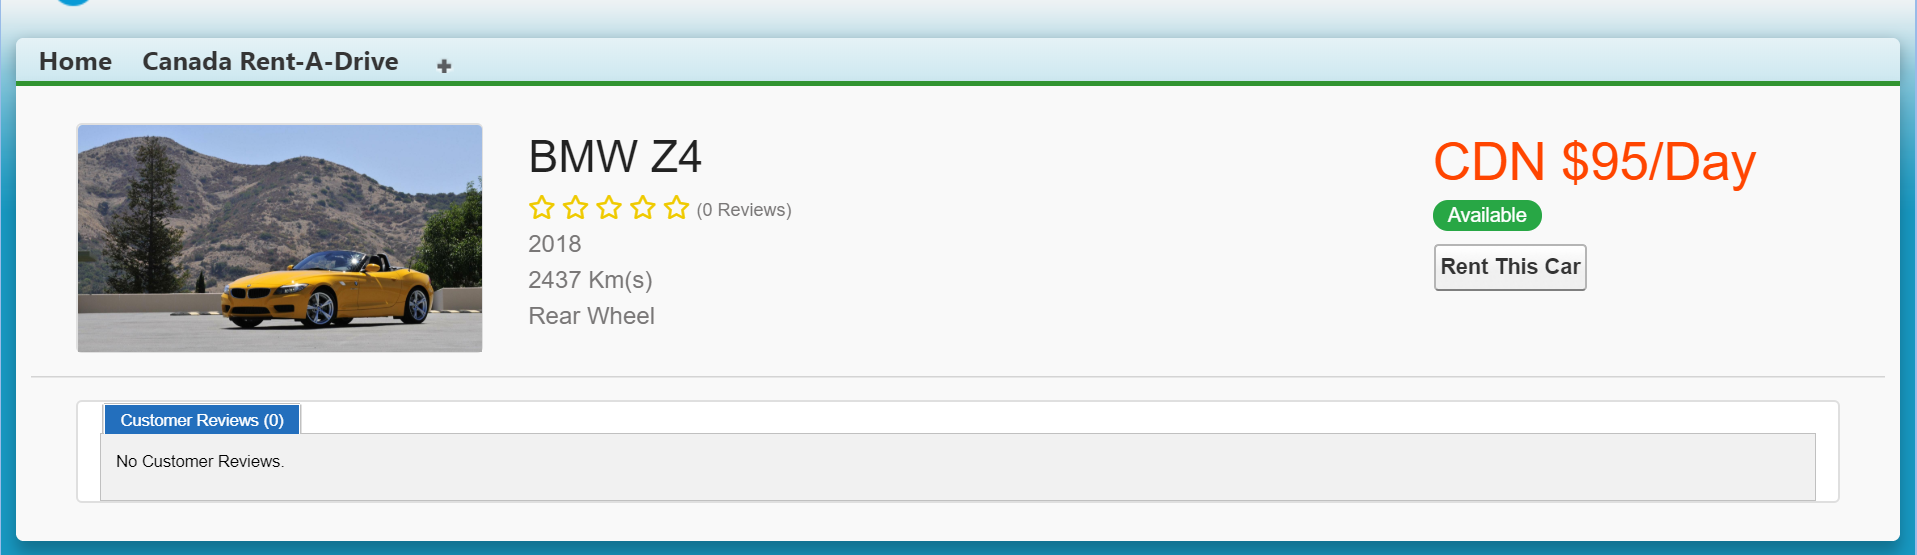 Home Canada Rent-A-Drive
BMW Z4
(0 Reviews)
2018
2437 Km(s)
Rear Wheel
CDN $95/Day
Available
Rent This Car
Customer Reviews (0)
No Customer Reviews.